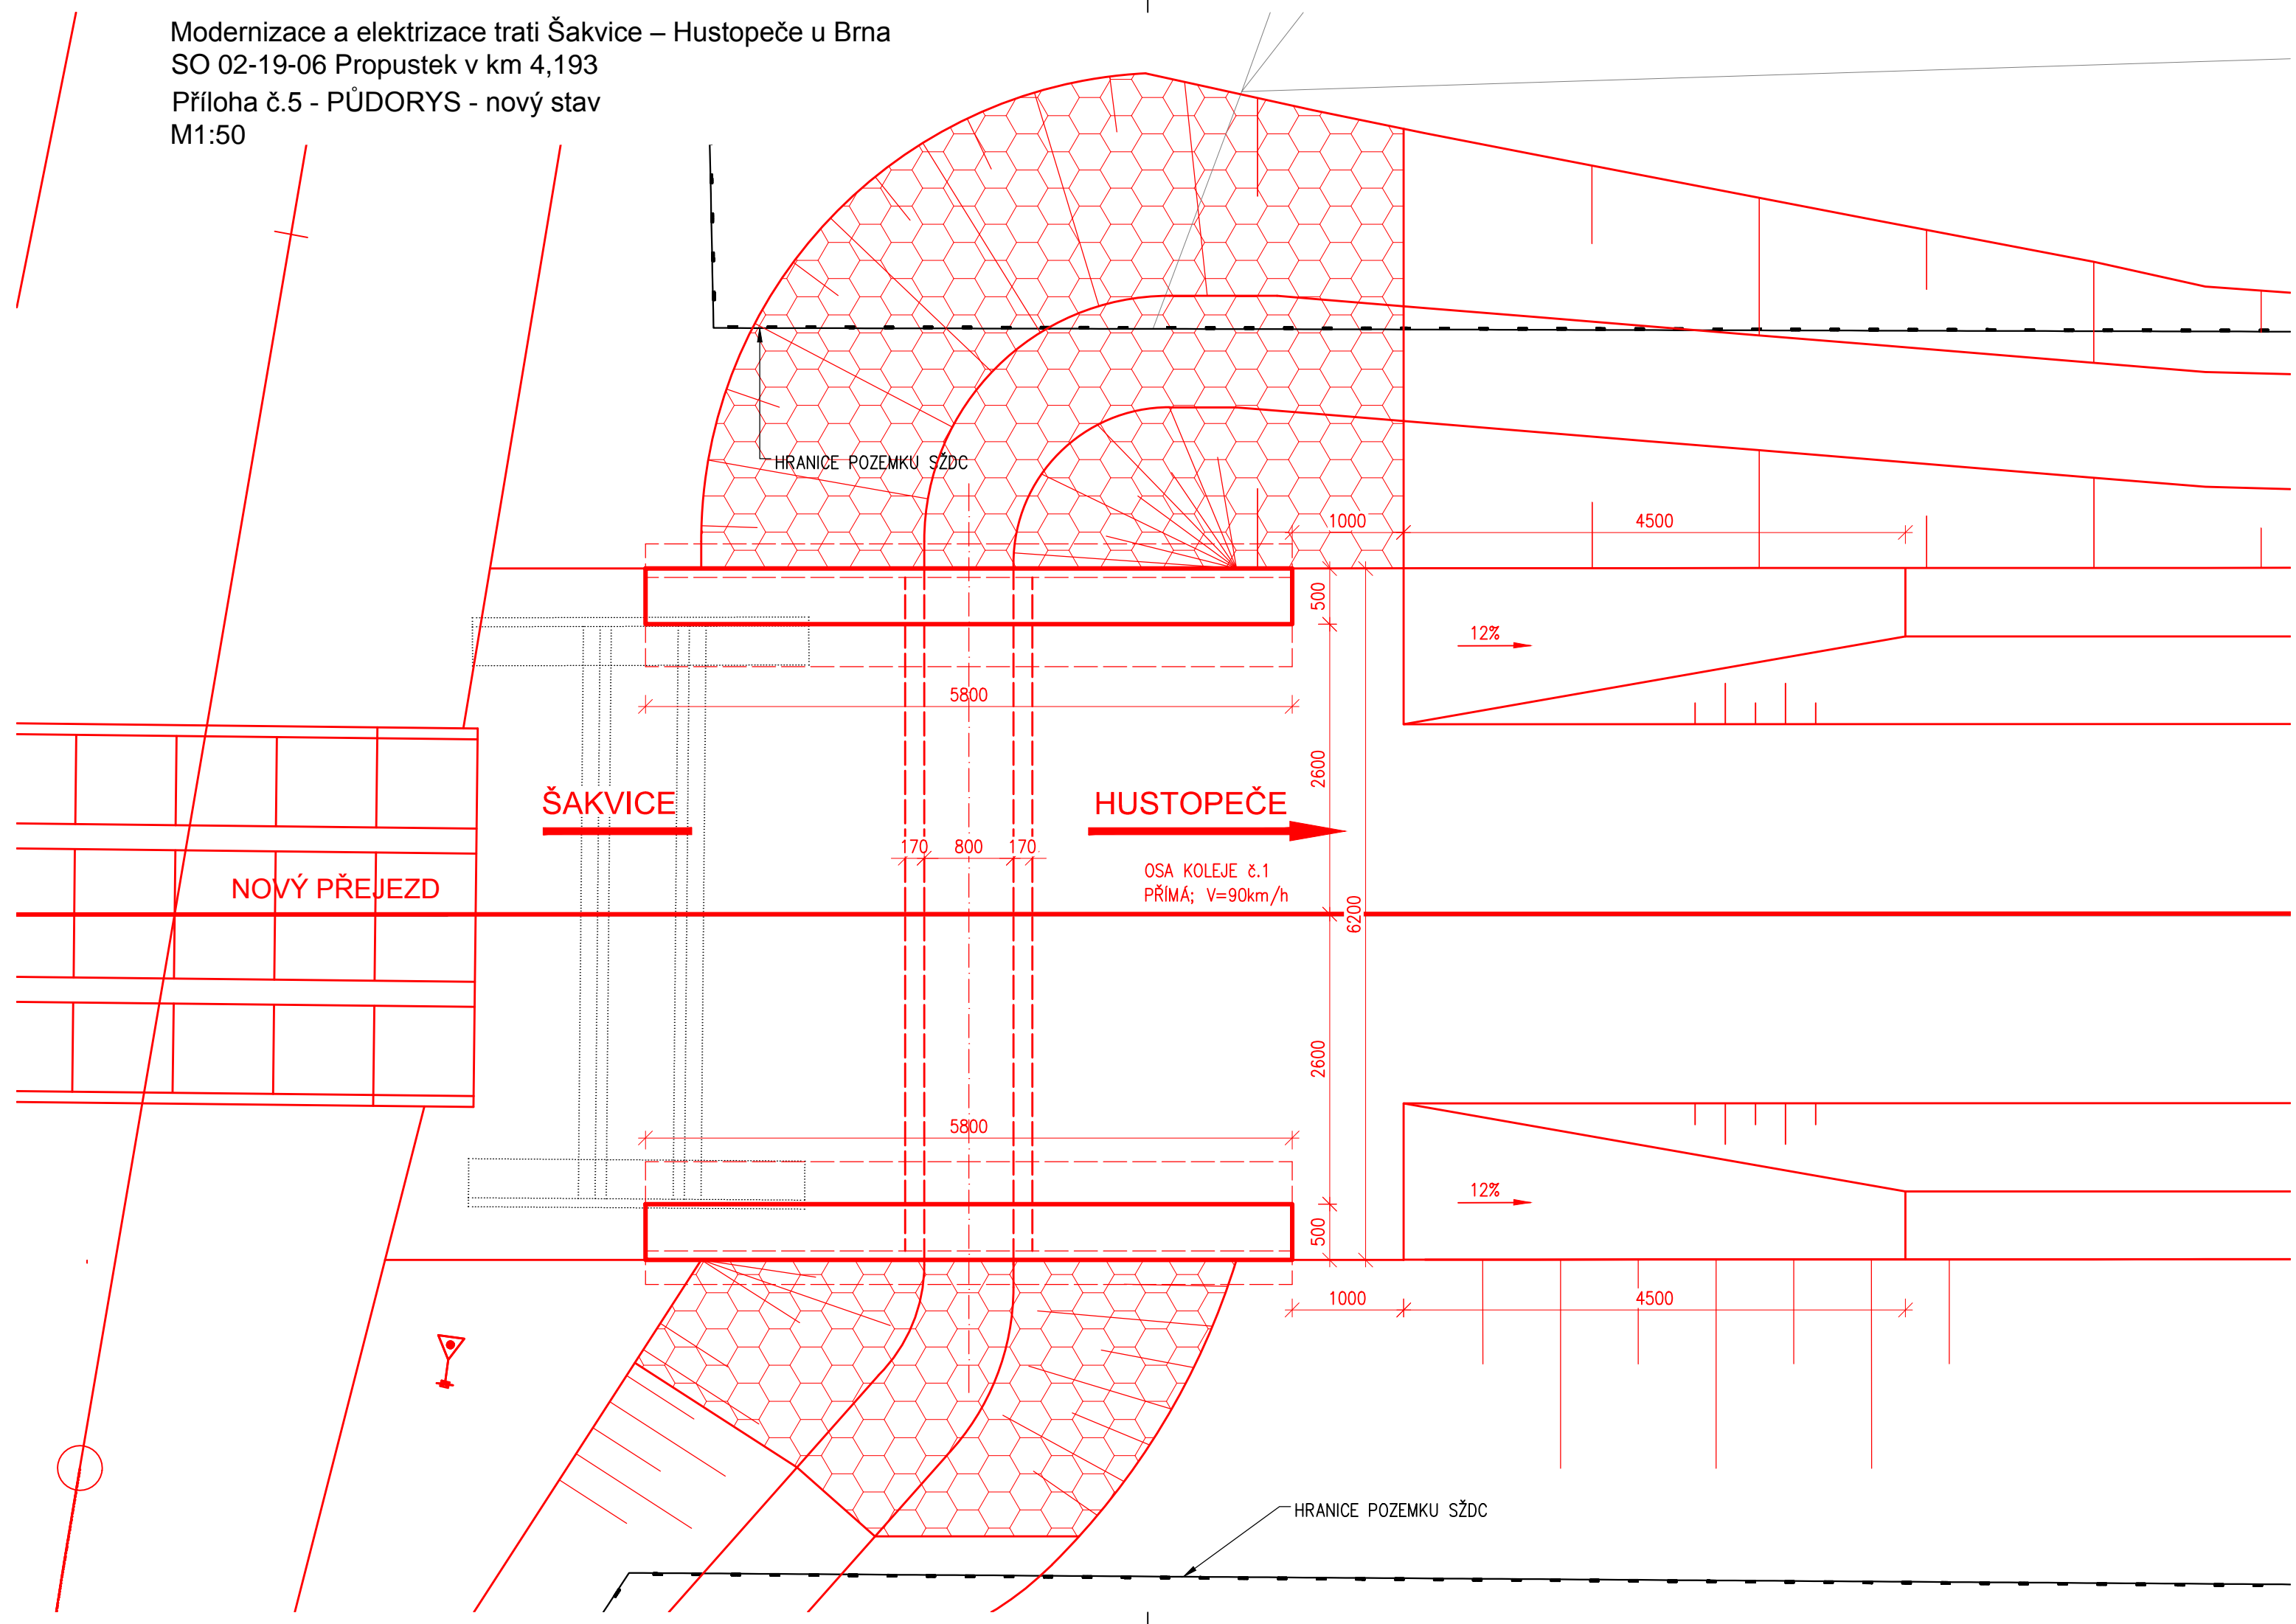 Modernizace a elektrizace trati Šakvice – Hustopeče u Brna
SO 02-19-06 Propustek v km 4,193
Příloha č.5 - PŮDORYS - nový stav
M1:50
HRANICE POZEMKU SŽDC
1000
4500
500
12%
5800
2600
ŠAKVICE
HUSTOPEČE
170
800
170
OSA KOLEJE č.1
PŘÍMÁ; V=90km/h
NOVÝ PŘEJEZD
6200
2600
5800
12%
500
1000
4500
HRANICE POZEMKU SŽDC